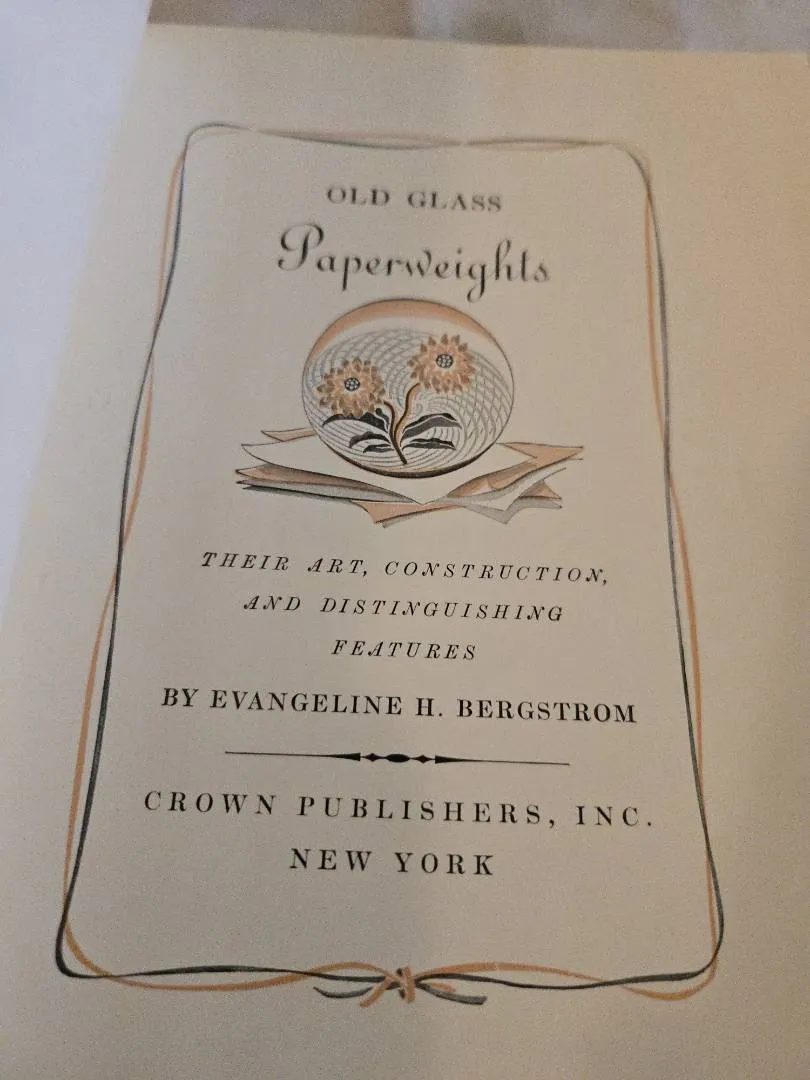 OLD GLASS
Paperweights
THEIR ART, CONSTRUCTION,
AND DISTINGUISHING
FEATURES
BY EVANGELINE H. BERGSTROM
CROWN PUBLISHERS, INC.
NEW YORK